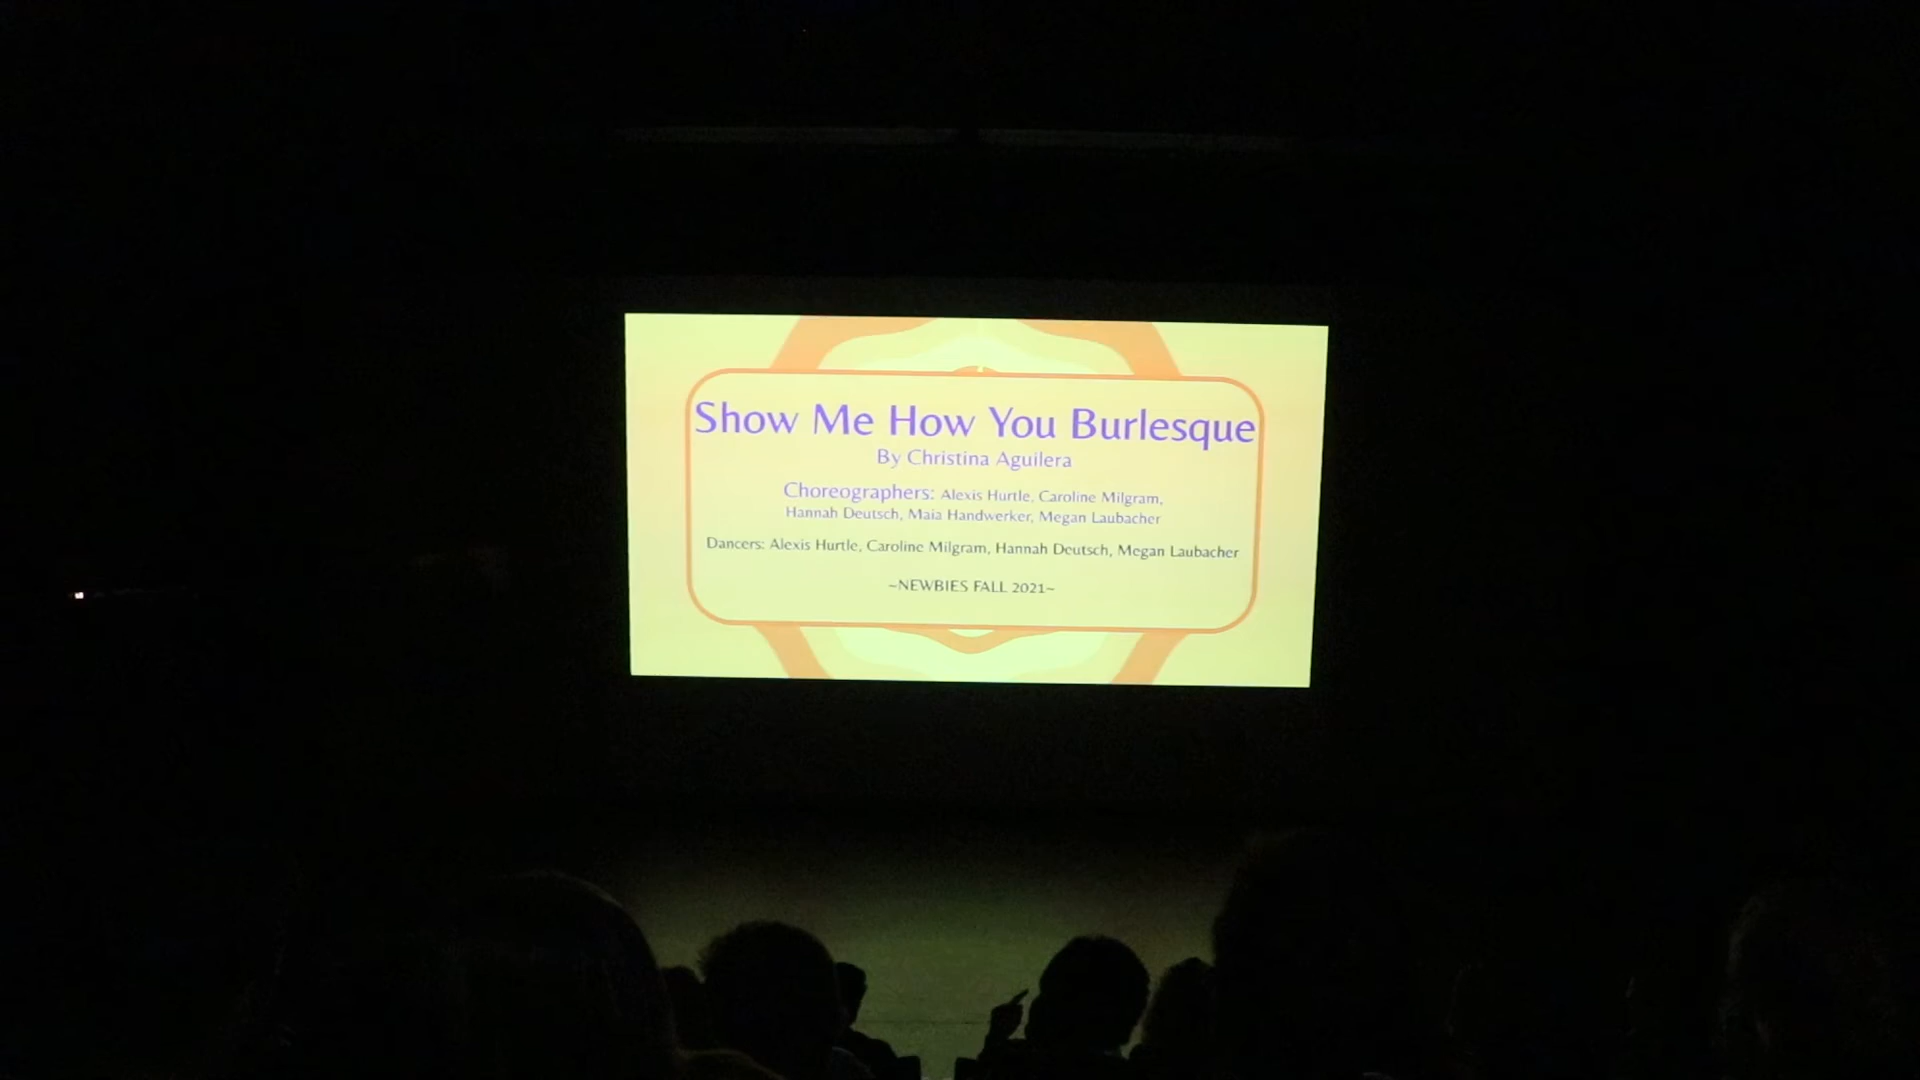 Show Me How You Burlesque
By Christina Aguilera
Choreographers: Alexis Hurtle, Caroline Milgram,
Hannah Deutsch, Maia Handwerker, Megan Laubacher
Dancers: Alexis Hurtle, Caroline Milgram, Hannah Deutsch, Megan Laubacher
~NEWBIES FALL 2021~